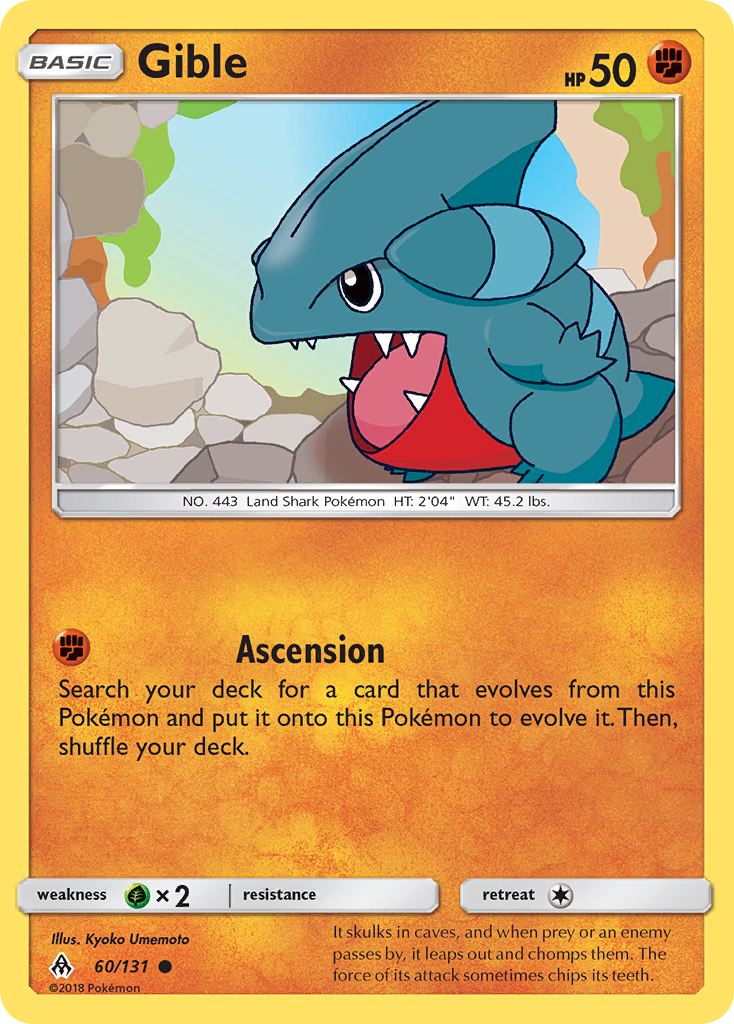 BASIC Gible HP 50
NO. 443 Land Shark Pokémon HT: 2'04" WT: 45.2 lbs.
Ascension
Search your deck for a card that evolves from this
Pokémon and put it onto this Pokémon to evolve it. Then,
shuffle your deck.
weakness × 2 resistance retreat
Illus. Kyoko Umemoto
60/131
©2018 Pokémon
It skulks in caves, and when prey or an enemy
passes by, it leaps out and chomps them. The
force of its attack sometimes chips its teeth.